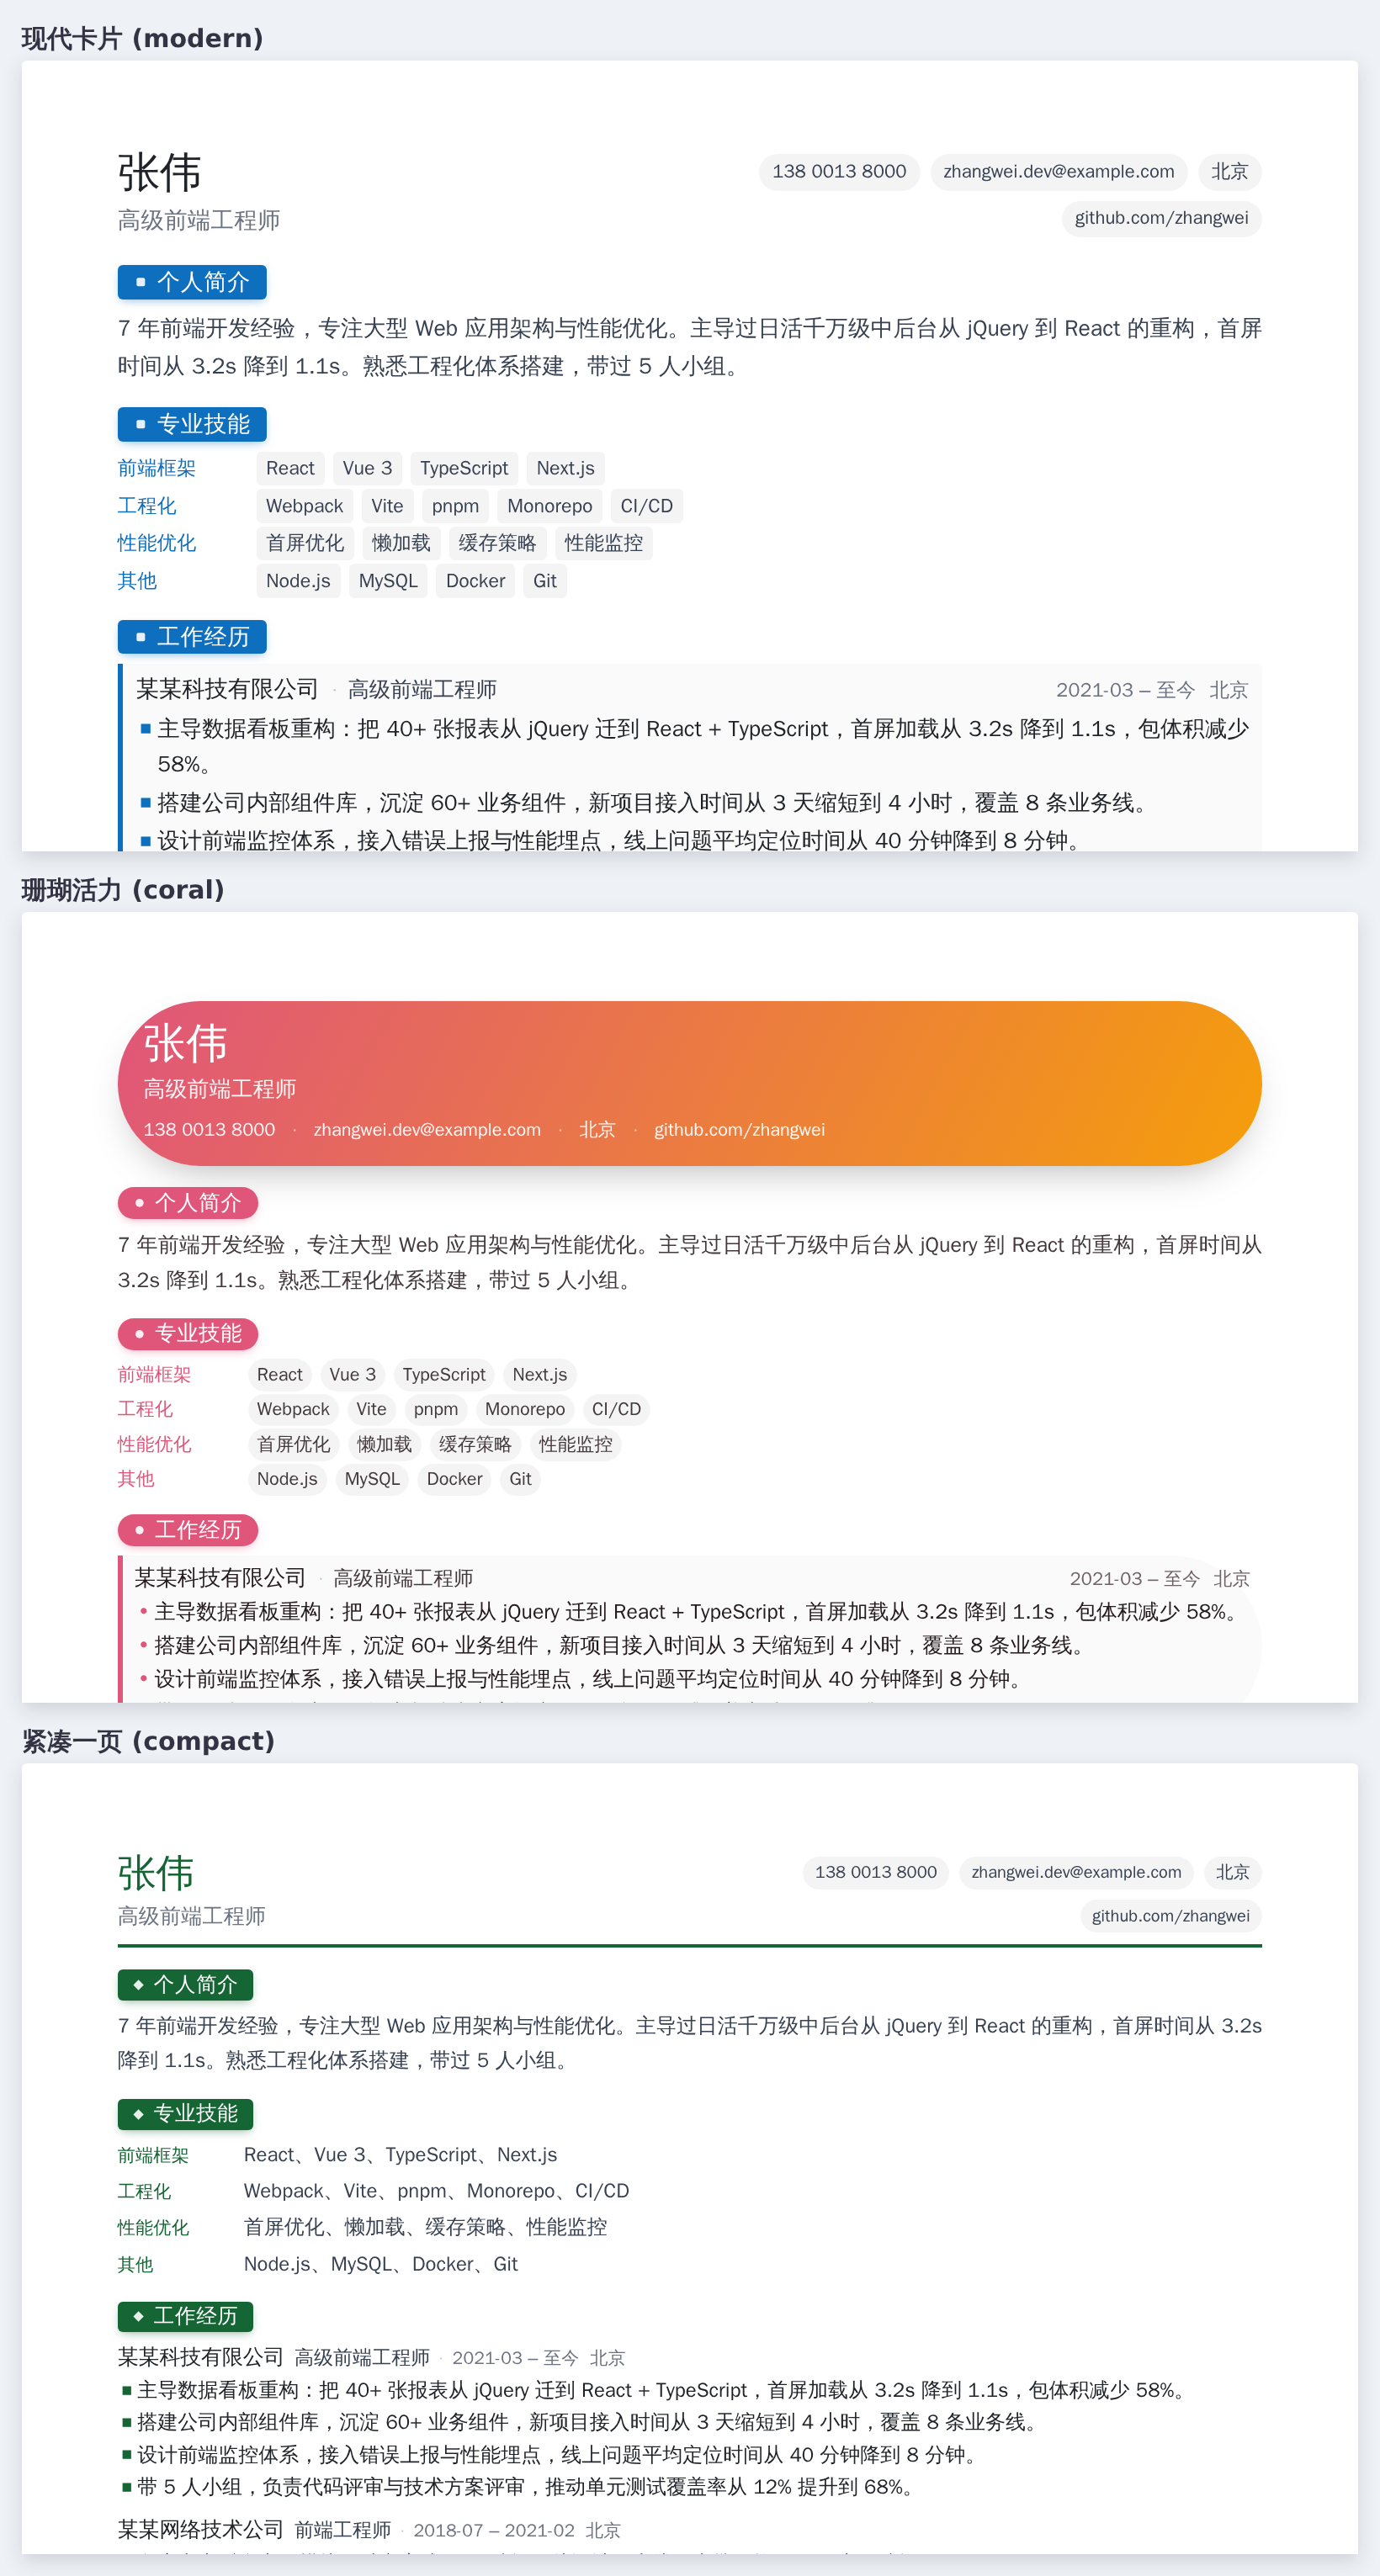 现代卡片 (modern)
张伟
138 0013 8000 zhangwei.dev@example.com 北京
高级前端工程师
github.com/zhangwei
个人简介
7 年前端开发经验，专注大型 Web 应用架构与性能优化。主导过日活千万级中后台从 jQuery 到 React 的重构，首屏
时间从 3.2s 降到 1.1s。熟悉工程化体系搭建，带过 5 人小组。
专业技能
前端框架 React Vue 3 TypeScript Next.js
工程化 Webpack Vite pnpm Monorepo CI/CD
性能优化 首屏优化 懒加载 缓存策略 性能监控
其他 Node.js MySQL Docker Git
工作经历
某某科技有限公司 · 高级前端工程师 2021-03 – 至今 北京
主导数据看板重构：把 40+ 张报表从 jQuery 迁到 React + TypeScript，首屏加载从 3.2s 降到 1.1s，包体积减少
58%。
搭建公司内部组件库，沉淀 60+ 业务组件，新项目接入时间从 3 天缩短到 4 小时，覆盖 8 条业务线。
设计前端监控体系，接入错误上报与性能埋点，线上问题平均定位时间从 40 分钟降到 8 分钟。
珊瑚活力 (coral)
张伟
高级前端工程师
138 0013 8000 · zhangwei.dev@example.com · 北京 · github.com/zhangwei
个人简介
7 年前端开发经验，专注大型 Web 应用架构与性能优化。主导过日活千万级中后台从 jQuery 到 React 的重构，首屏时间从
3.2s 降到 1.1s。熟悉工程化体系搭建，带过 5 人小组。
专业技能
前端框架 React Vue 3 TypeScript Next.js
工程化 Webpack Vite pnpm Monorepo CI/CD
性能优化 首屏优化 懒加载 缓存策略 性能监控
其他 Node.js MySQL Docker Git
工作经历
某某科技有限公司 · 高级前端工程师 2021-03 – 至今 北京
• 主导数据看板重构：把 40+ 张报表从 jQuery 迁到 React + TypeScript，首屏加载从 3.2s 降到 1.1s，包体积减少 58%。
• 搭建公司内部组件库，沉淀 60+ 业务组件，新项目接入时间从 3 天缩短到 4 小时，覆盖 8 条业务线。
• 设计前端监控体系，接入错误上报与性能埋点，线上问题平均定位时间从 40 分钟降到 8 分钟。
紧凑一页 (compact)
张伟
138 0013 8000 zhangwei.dev@example.com 北京
高级前端工程师
github.com/zhangwei
个人简介
7 年前端开发经验，专注大型 Web 应用架构与性能优化。主导过日活千万级中后台从 jQuery 到 React 的重构，首屏时间从 3.2s
降到 1.1s。熟悉工程化体系搭建，带过 5 人小组。
专业技能
前端框架 React、Vue 3、TypeScript、Next.js
工程化 Webpack、Vite、pnpm、Monorepo、CI/CD
性能优化 首屏优化、懒加载、缓存策略、性能监控
其他 Node.js、MySQL、Docker、Git
工作经历
某某科技有限公司 高级前端工程师 · 2021-03 – 至今 北京
主导数据看板重构：把 40+ 张报表从 jQuery 迁到 React + TypeScript，首屏加载从 3.2s 降到 1.1s，包体积减少 58%。
搭建公司内部组件库，沉淀 60+ 业务组件，新项目接入时间从 3 天缩短到 4 小时，覆盖 8 条业务线。
设计前端监控体系，接入错误上报与性能埋点，线上问题平均定位时间从 40 分钟降到 8 分钟。
带 5 人小组，负责代码评审与技术方案评审，推动单元测试覆盖率从 12% 提升到 68%。
某某网络技术公司 前端工程师 · 2018-07 – 2021-02 北京